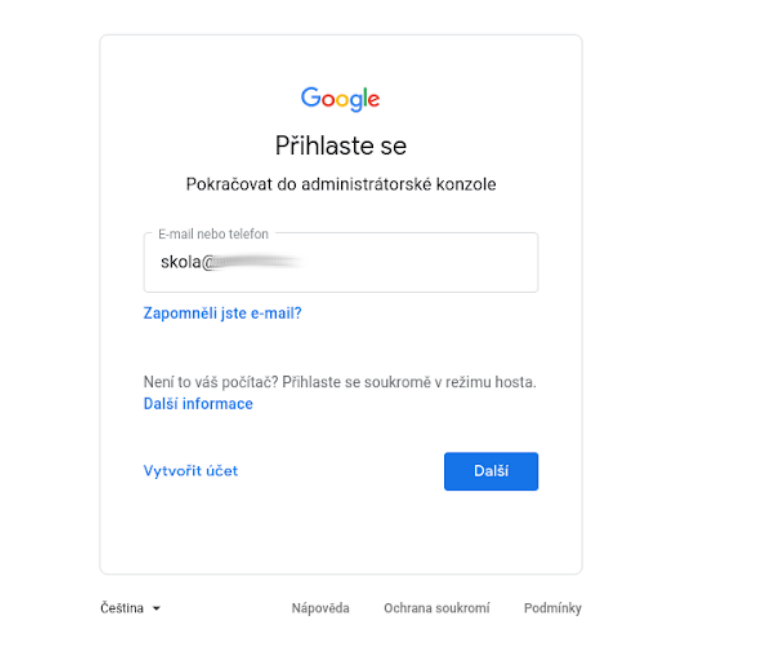 Google
Přihlaste se
Pokračovat do administrátorské konzole
E-mail nebo telefon
skola@
Zapomněli jste e-mail?
Není to váš počítač? Přihlaste se soukromě v režimu hosta.
Další informace
Vytvořit účet
Další
Čeština
Nápověda
Ochrana soukromí
Podmínky